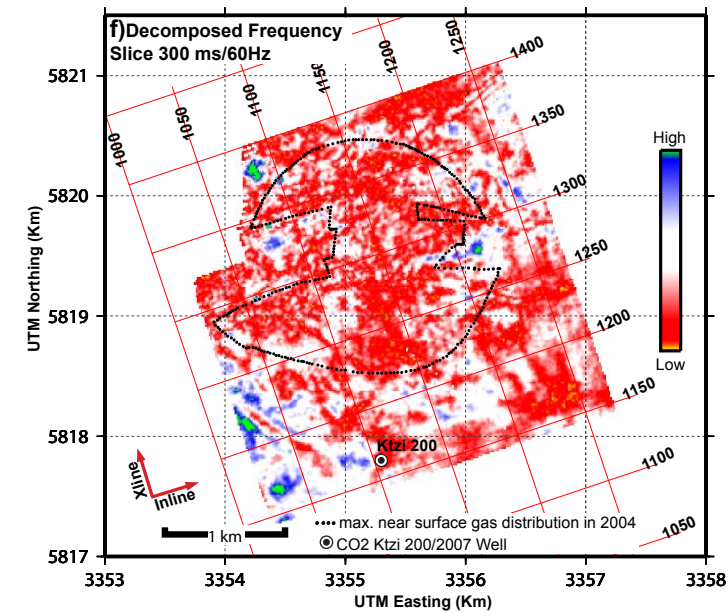 f)Decomposed Frequency
Slice 300 ms/60Hz
1000
1050
1100
1150
1200
1250
1400
1350
1300
1250
1200
1150
1100
1050
High
Low
5821
5820
5819
5818
5817
UTM Northing (Km)
Ktzi 200
Xline
Inline
1 km
max. near surface gas distribution in 2004
CO2 Ktzi 200/2007 Well
3353
3354
3355
3356
3357
3358
UTM Easting (Km)